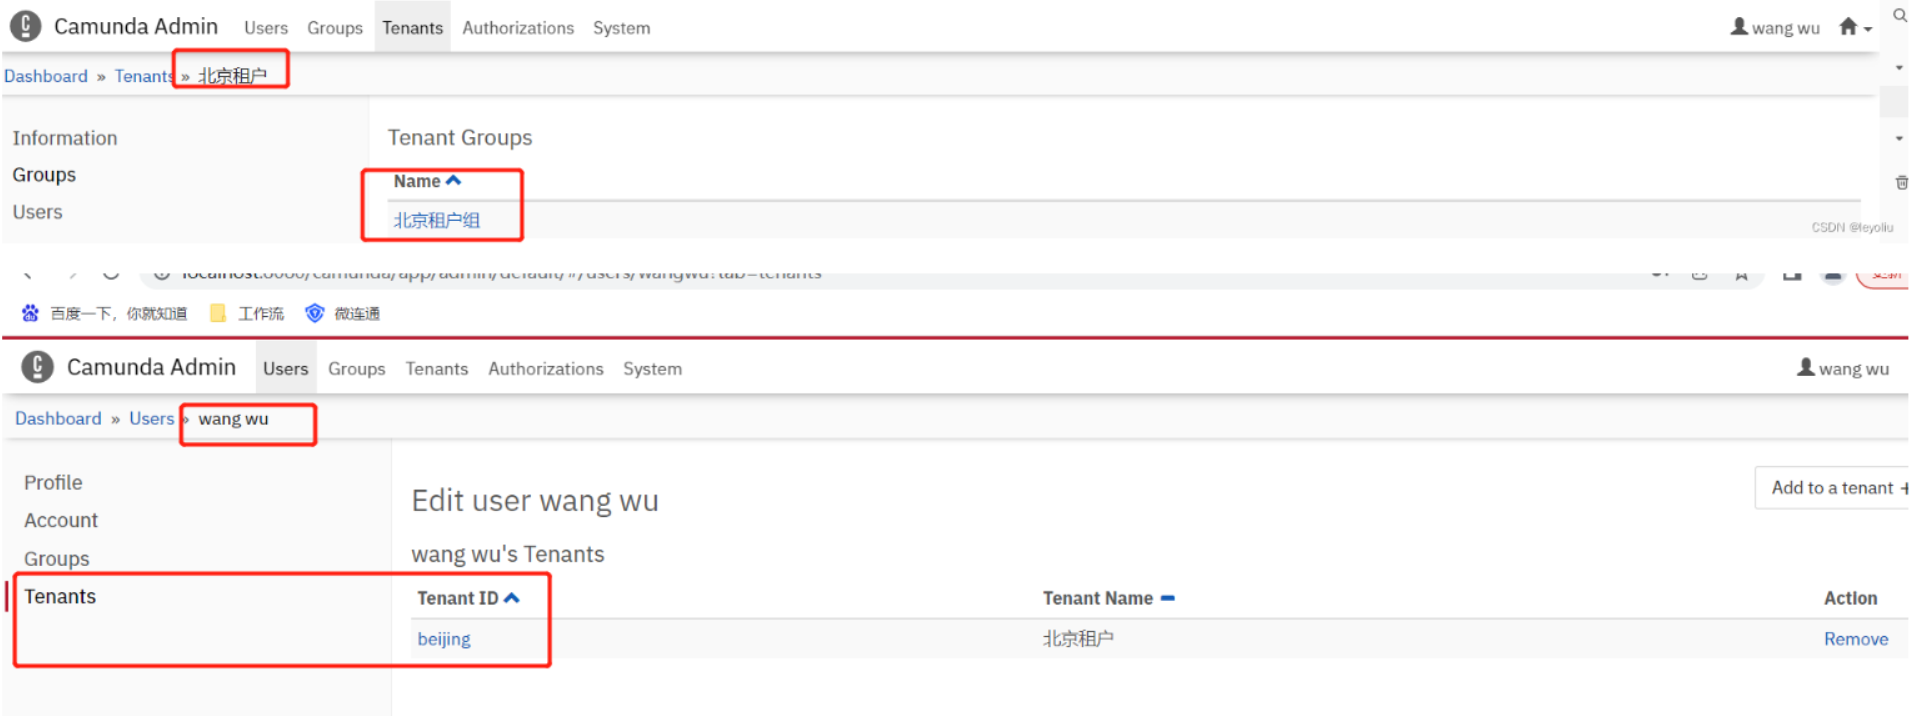 Camunda Admin Users Groups Tenants Authorizations System wang wu
Dashboard » Tenants » 北京租户
Information
Tenant Groups
Groups
Name
Users
北京租户组
CSDN @leyoliu
localhost:8080/camunda/app/admin/default/#/users/wangwu?tab=tenants
更新
百度一下，你就知道 工作流 微连通
Camunda Admin Users Groups Tenants Authorizations System wang wu
Dashboard » Users » wang wu
Profile
Edit user wang wu
Add to a tenant +
Account
Groups
wang wu's Tenants
Tenants
Tenant ID Tenant Name Action
beijing 北京租户 Remove